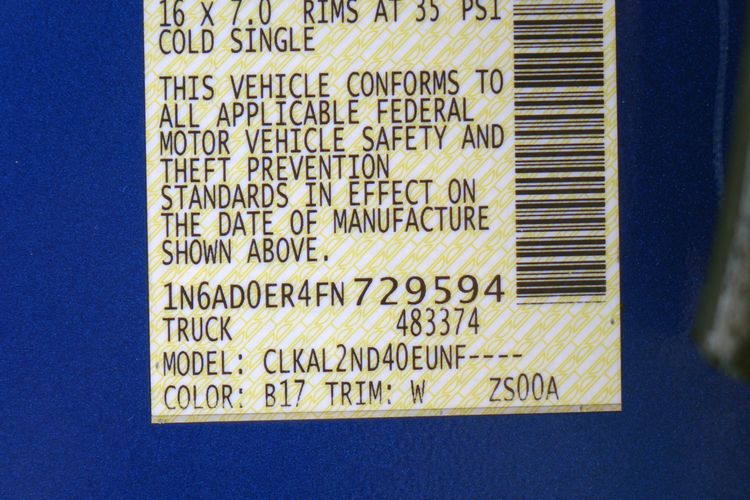 16 X 7.0 RIMS AT 35 PSI
COLD SINGLE
THIS VEHICLE CONFORMS TO
ALL APPLICABLE FEDERAL
MOTOR VEHICLE SAFETY AND
THEFT PREVENTION
STANDARDS IN EFFECT ON
THE DATE OF MANUFACTURE
SHOWN ABOVE.
1N6AD0ER4FN729594
TRUCK 483374
MODEL: CLKAL2ND40EUNF----
COLOR: B17 TRIM: W ZS00A